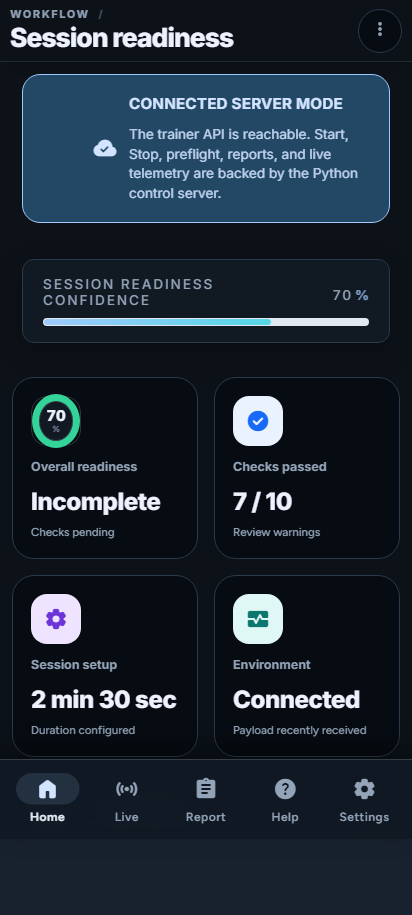 WORKFLOW /
Session readiness
CONNECTED SERVER MODE
The trainer API is reachable. Start,
Stop, preflight, reports, and live
telemetry are backed by the Python
control server.
SESSION READINESS
CONFIDENCE
70 %
70
%
Overall readiness
Incomplete
Checks pending
Checks passed
7 / 10
Review warnings
Session setup
2 min 30 sec
Duration configured
Environment
Connected
Payload recently received
Home
Live
Report
Help
Settings